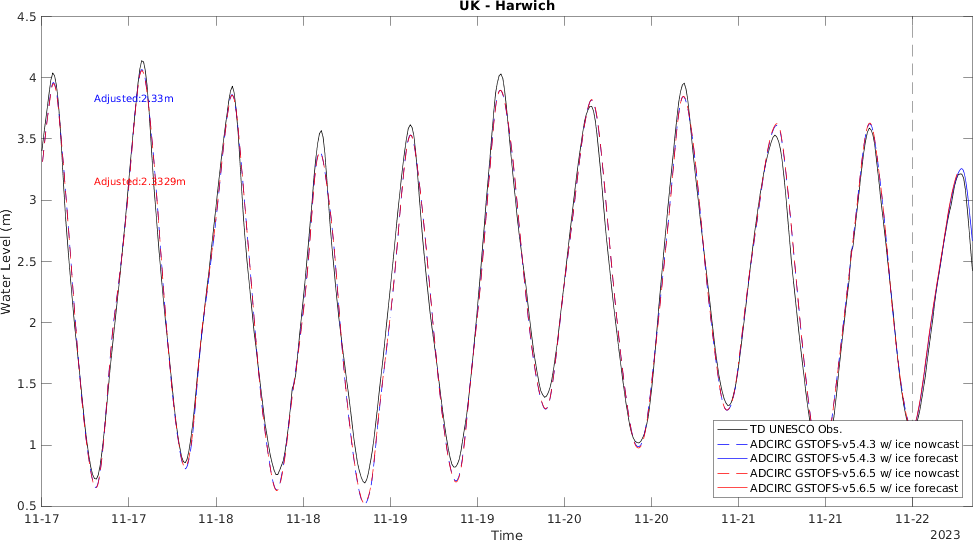 UK - Harwich
4.5
4
3.5
3
2.5
2
1.5
1
0.5
Water Level (m)
Adjusted:2.33m
Adjusted:2.3329m
TD UNESCO Obs.
ADCIRC GSTOFS-v5.4.3 w/ ice nowcast
ADCIRC GSTOFS-v5.4.3 w/ ice forecast
ADCIRC GSTOFS-v5.6.5 w/ ice nowcast
ADCIRC GSTOFS-v5.6.5 w/ ice forecast
11-17 11-17 11-18 11-18 11-19 11-19 11-20 11-20 11-21 11-21 11-22
Time
2023